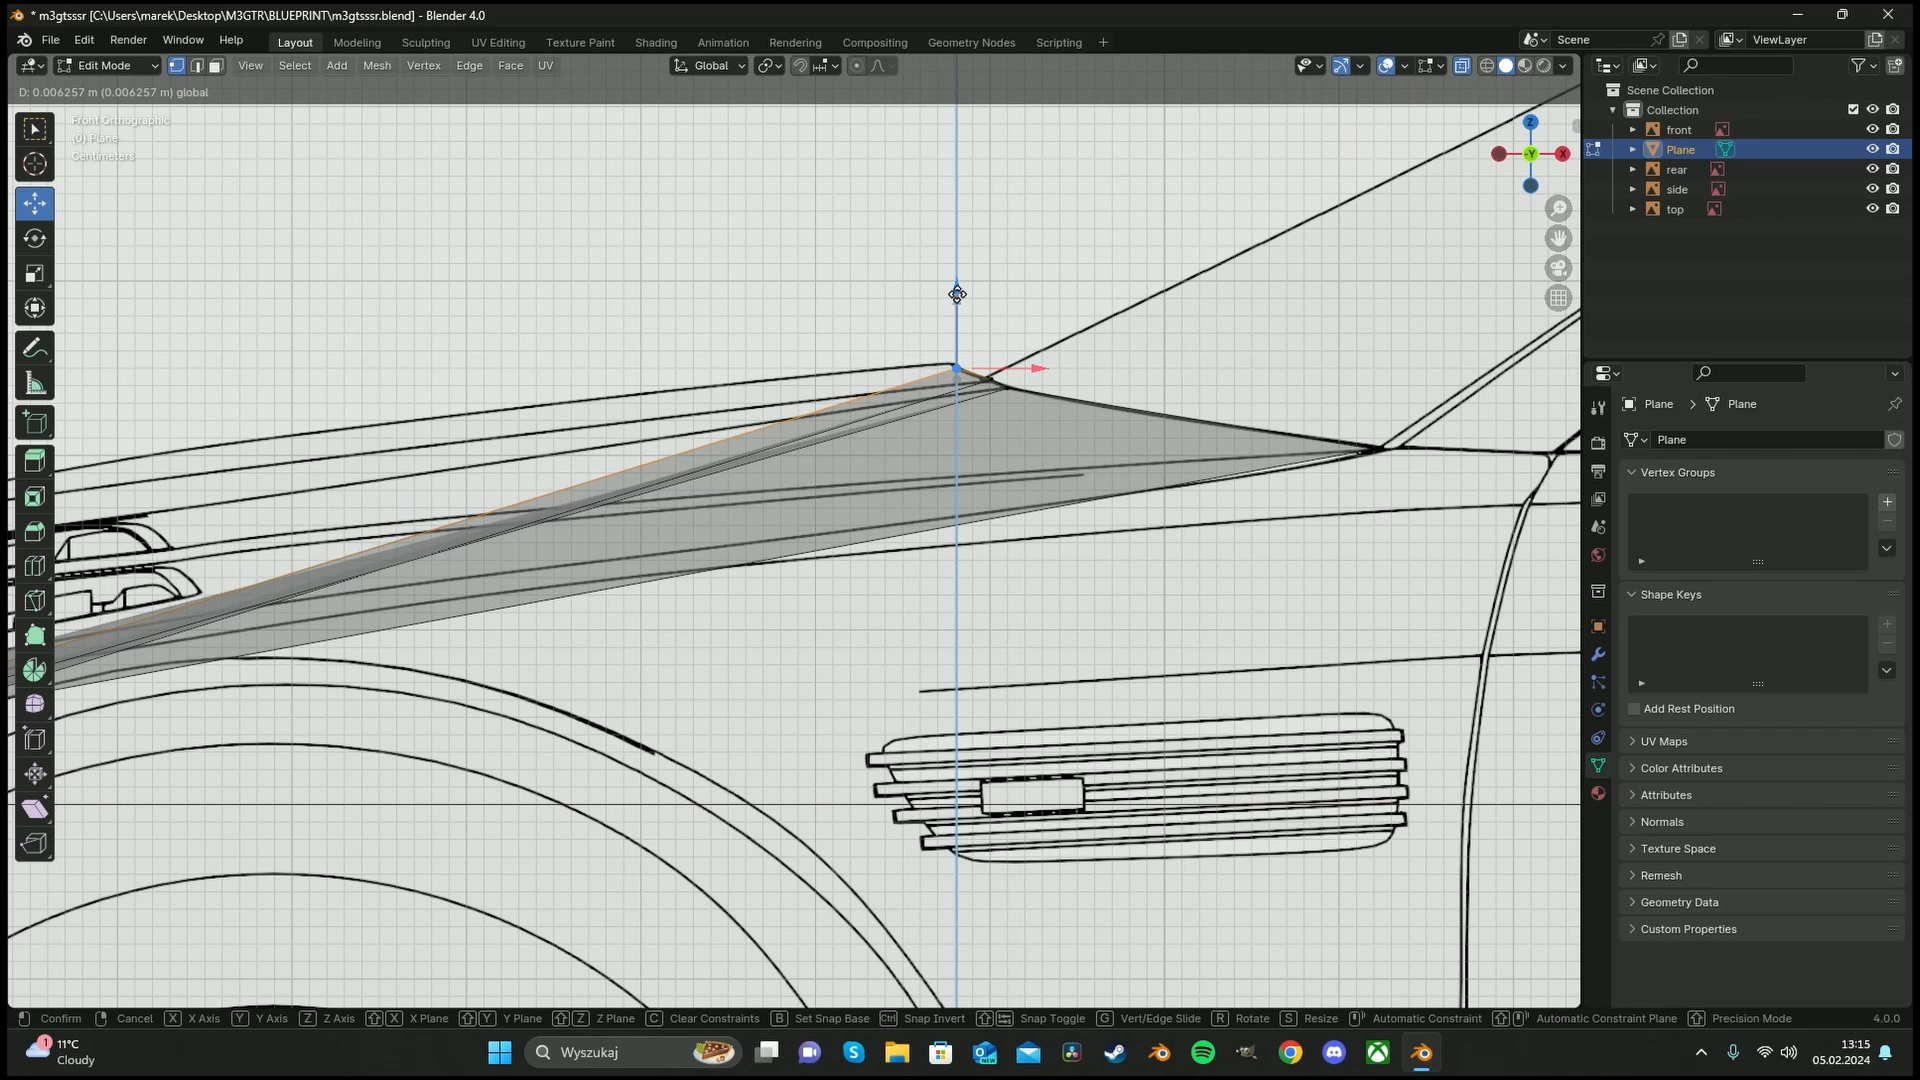 * m3gtsssr [C:\Users\marek\Desktop\M3GTR\BLUEPRINT\m3gtsssr.blend] - Blender 4.0
File Edit Render Window Help Layout Modeling Sculpting UV Editing Texture Paint Shading Animation Rendering Compositing Geometry Nodes Scripting + Scene ViewLayer
Edit Mode View Select Add Mesh Vertex Edge Face UV Global
D: 0.006257 m (0.006257 m) global
Front Orthographic
(0) Plane
Centimeters
Z
-Y
X
Scene Collection
Collection
front
Plane
rear
side
top
Plane > Plane
Plane
Vertex Groups
Shape Keys
Add Rest Position
UV Maps
Color Attributes
Attributes
Normals
Texture Space
Remesh
Geometry Data
Custom Properties
Confirm Cancel X X Axis Y Y Axis Z Z Axis X X Plane Y Y Plane Z Z Plane C Clear Constraints B Set Snap Base Ctrl Snap Invert Snap Toggle G Vert/Edge Slide R Rotate S Resize Automatic Constraint Automatic Constraint Plane Precision Mode 4.0.0
1
11°C
Cloudy
Wyszukaj
NEW
13:15
05.02.2024